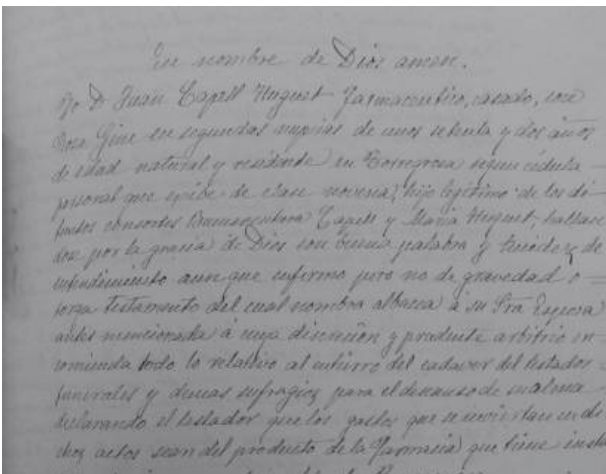 En nombre de Dios amen.
Yo D Juan Capell Huguet Farmaceutico, casado, con
Rosa Gine en segundas nupcias de unos setenta y dos años
de edad natural y residente en Torregrosa segun cédula
personal que exibe de clase novena, hijo legitimo de los di-
funtos consortes Buenaventura Capell y Maria Huguet, hallan
dose por la gracia de Dios con buena palabra y lucidez de
entendimiento aun que enfermo pero no de gravedad o
torga testamento del cual nombra albacea á su Sra Esposa
antes mencionada á cuya discreción y prudente arbitrio en
comienda todo lo relativo al entierro del cadaver del testador
funerales y demas sufragios para el descanso de su alma
declarando el testador que los gastos que se inviertan en di
chos actos sean del producto de la Farmacia que tiene